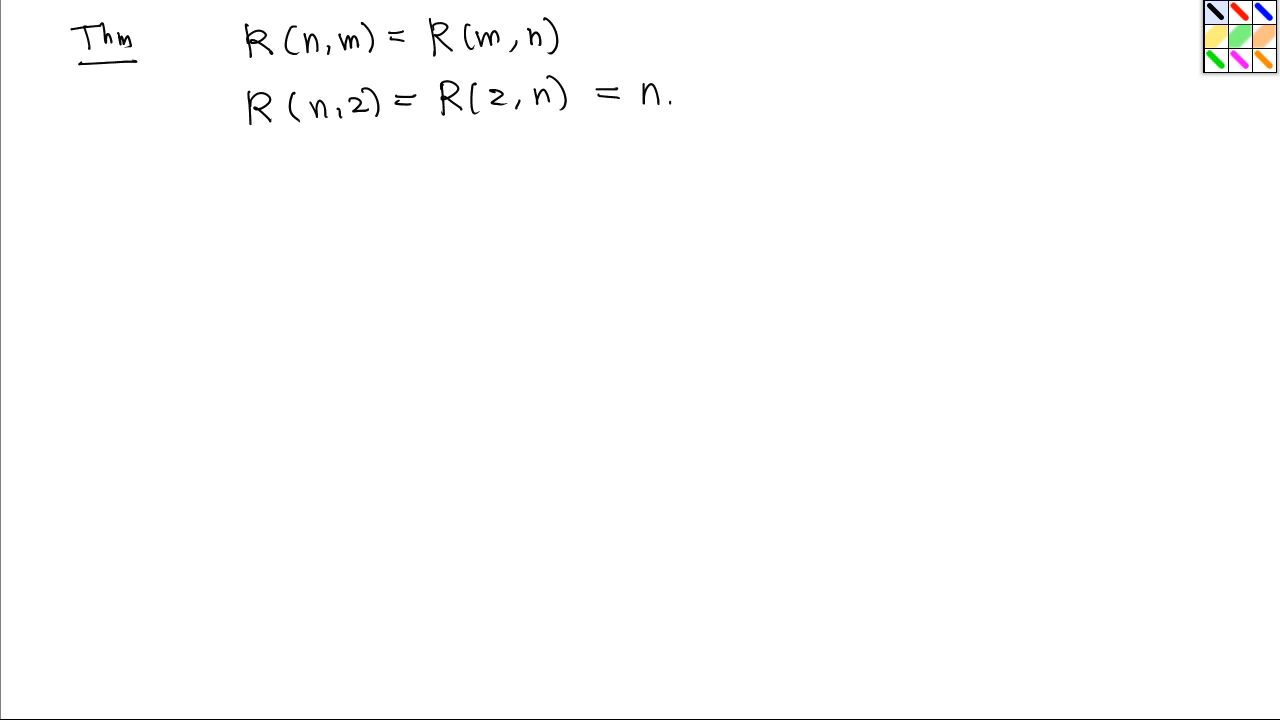 Thm R(n,m) = R(m,n)
R(n,2) = R(2,n) = n.